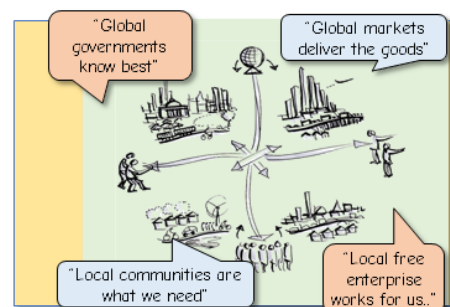 "Global
governments
know best"
"Global markets
deliver the goods"
"Local communities are
what we need"
"Local free
enterprise
works for us.."